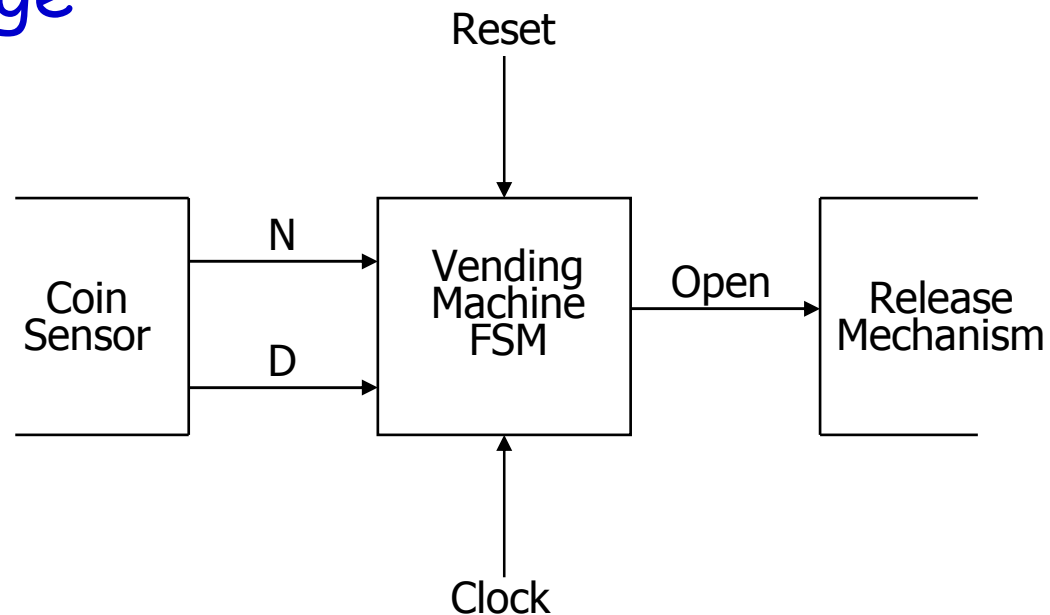 Reset
N
Vending
Machine
FSM
Open
Coin
Sensor
Release
Mechanism
D
Clock